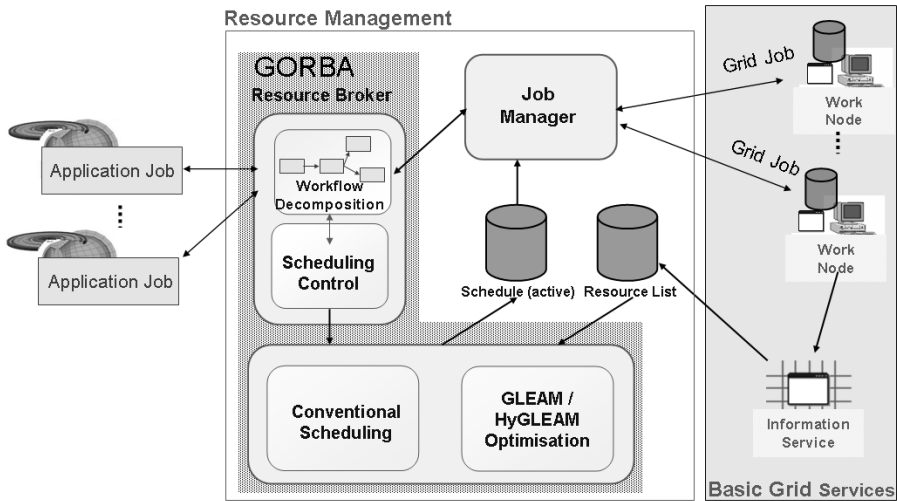 Resource Management
GORBA
Resource Broker
Job
Manager
Grid Job
Work
Node
Application Job
Workflow
Decomposition
Grid Job
Application Job
Scheduling
Control
Schedule (active)
Resource List
Work
Node
Conventional
Scheduling
GLEAM /
HyGLEAM
Optimisation
Information
Service
Basic Grid Services